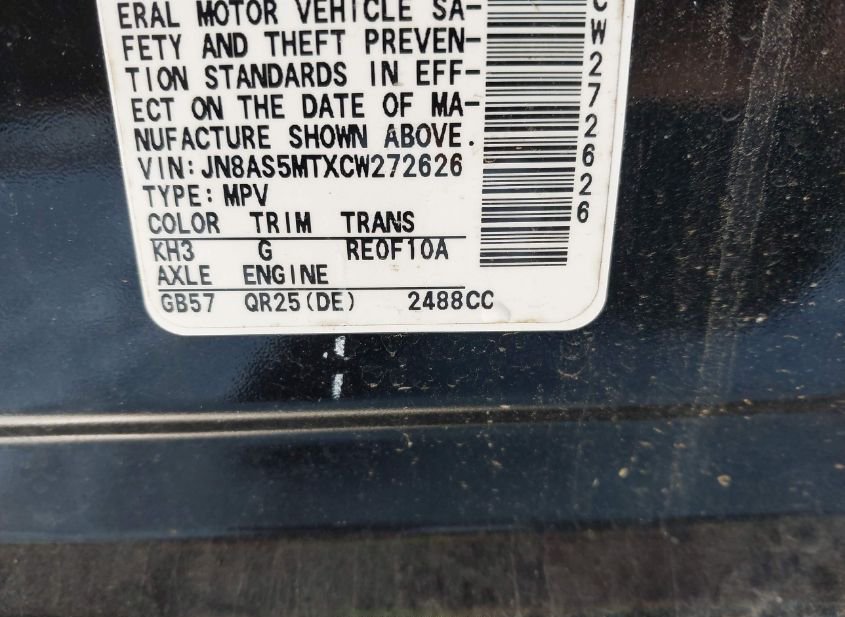 ERAL MOTOR VEHICLE SA-
FETY AND THEFT PREVEN-
TION STANDARDS IN EFF-
ECT ON THE DATE OF MA-
NUFACTURE SHOWN ABOVE.
VIN:JN8AS5MTXCW272626
TYPE:MPV
COLOR TRIM TRANS
KH3 G RE0F10A
AXLE ENGINE
GB57 QR25(DE) 2488CC
CW272626